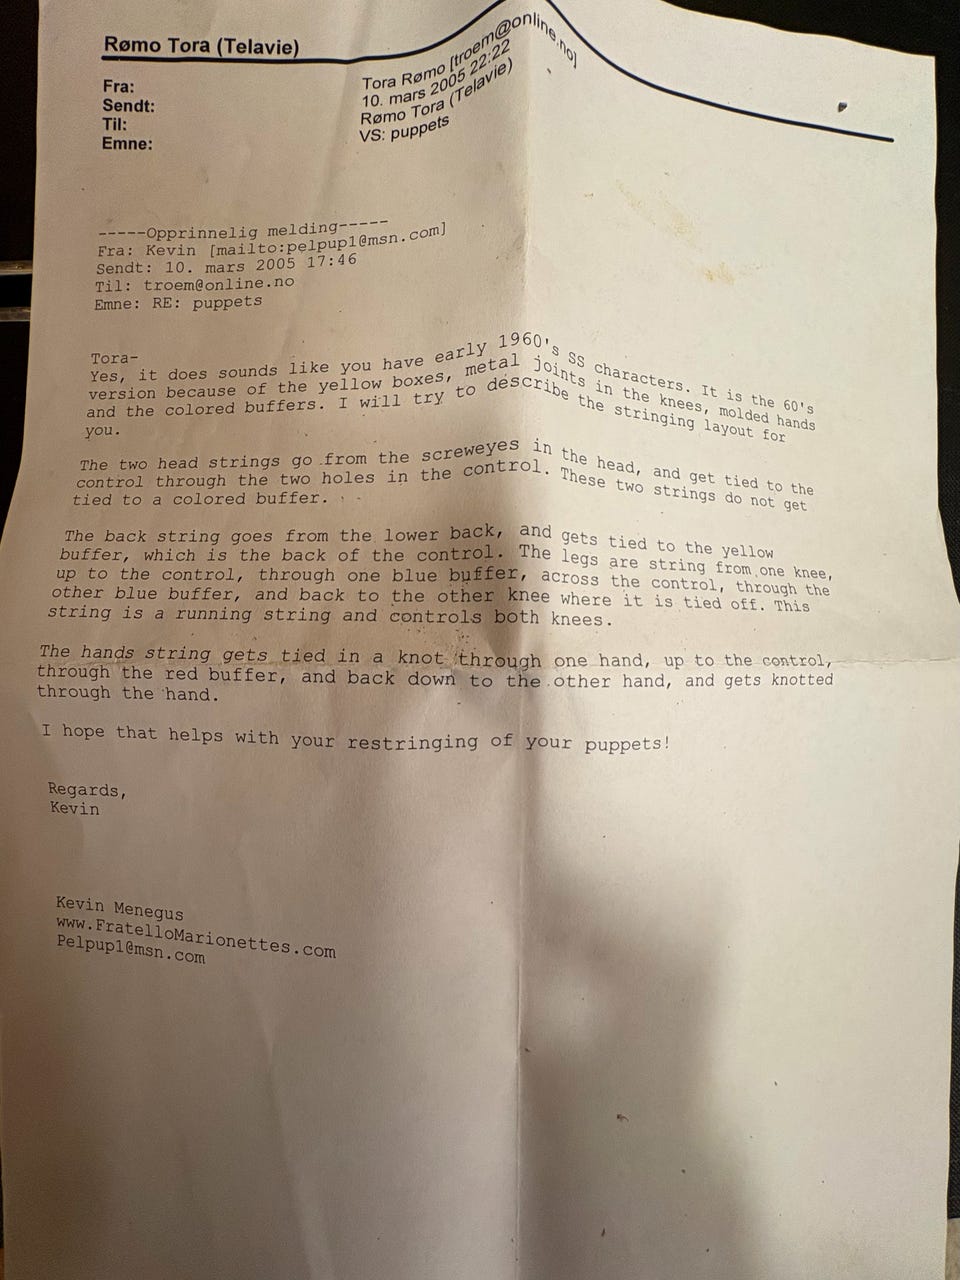 Rømo Tora (Telavie)
Fra: Tora Rømo [troem@online.no]
Sendt: 10. mars 2005 22:22
Til: Rømo Tora (Telavie)
Emne: VS: puppets
-----Opprinnelig melding-----
Fra: Kevin [mailto:pelpup1@msn.com]
Sendt: 10. mars 2005 17:46
Til: troem@online.no
Emne: RE: puppets
Tora-
Yes, it does sounds like you have early 1960's SS characters. It is the 60's
version because of the yellow boxes, metal joints in the knees, molded hands
and the colored buffers. I will try to describe the stringing layout for
you.
The two head strings go from the screweyes in the head, and get tied to the
control through the two holes in the control. These two strings do not get
tied to a colored buffer.
The back string goes from the lower back, and gets tied to the yellow
buffer, which is the back of the control. The legs are string from one knee,
up to the control, through one blue buffer, across the control, through the
other blue buffer, and back to the other knee where it is tied off. This
string is a running string and controls both knees.
The hands string gets tied in a knot through one hand, up to the control,
through the red buffer, and back down to the other hand, and gets knotted
through the hand.
I hope that helps with your restringing of your puppets!
Regards,
Kevin
Kevin Menegus
www.FratelloMarionettes.com
Pelpup1@msn.com